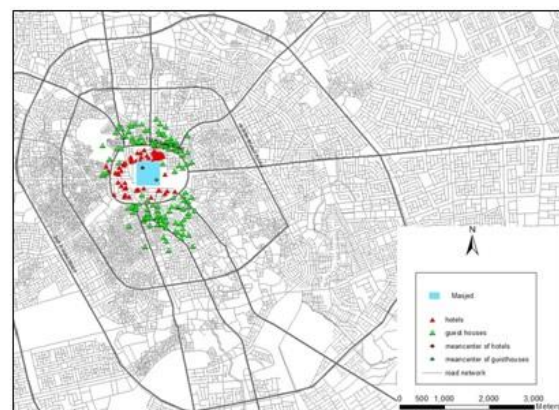 N
Masjed
hotels
guest houses
meancenter of hotels
meancenter of guesthouses
road network
0 500 1,000 2,000 3,000
Meters